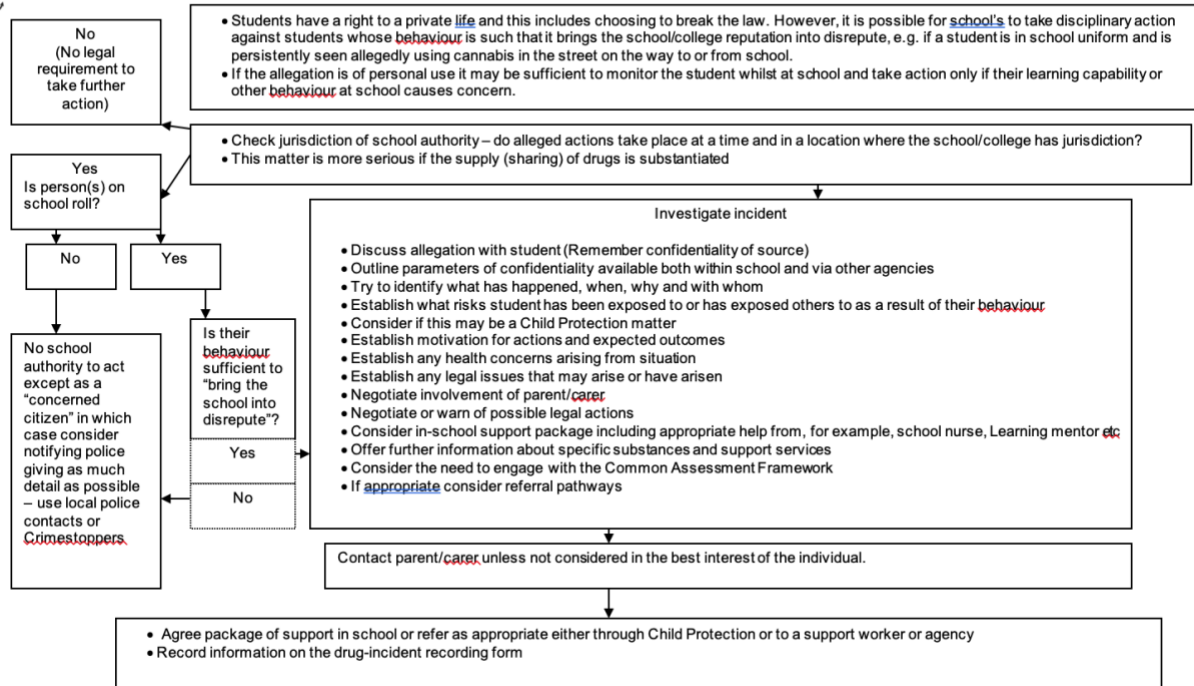 No
(No legal
requirement to
take further
action)
• Students have a right to a private life and this includes choosing to break the law. However, it is possible for school's to take disciplinary action
against students whose behaviour is such that it brings the school/college reputation into disrepute, e.g. if a student is in school uniform and is
persistently seen allegedly using cannabis in the street on the way to or from school.
• If the allegation is of personal use it may be sufficient to monitor the student whilst at school and take action only if their learning capability or
other behaviour at school causes concern.
• Check jurisdiction of school authority – do alleged actions take place at a time and in a location where the school/college has jurisdiction?
• This matter is more serious if the supply (sharing) of drugs is substantiated
Yes
Is person(s) on
school roll?
No
Yes
No school
authority to act
except as a
“concerned
citizen” in which
case consider
notifying police
giving as much
detail as possible
– use local police
contacts or
Crimestoppers
Is their
behaviour
sufficient to
“bring the
school into
disrepute”?
Yes
No
Investigate incident
• Discuss allegation with student (Remember confidentiality of source)
• Outline parameters of confidentiality available both within school and via other agencies
• Try to identify what has happened, when, why and with whom
• Establish what risks student has been exposed to or has exposed others to as a result of their behaviour
• Consider if this may be a Child Protection matter
• Establish motivation for actions and expected outcomes
• Establish any health concerns arising from situation
• Establish any legal issues that may arise or have arisen
• Negotiate involvement of parent/carer
• Negotiate or warn of possible legal actions
• Consider in-school support package including appropriate help from, for example, school nurse, Learning mentor etc
• Offer further information about specific substances and support services
• Consider the need to engage with the Common Assessment Framework
• If appropriate consider referral pathways
Contact parent/carer unless not considered in the best interest of the individual.
• Agree package of support in school or refer as appropriate either through Child Protection or to a support worker or agency
• Record information on the drug-incident recording form